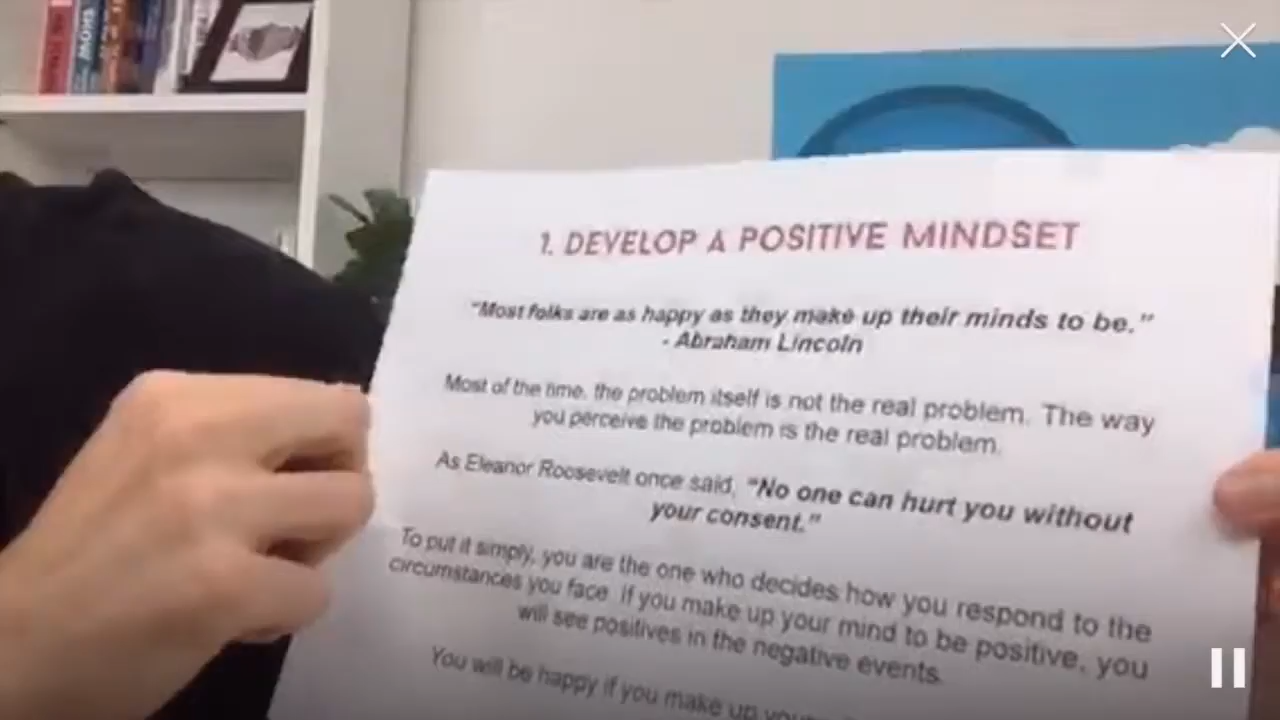 SHOW
1. DEVELOP A POSITIVE MINDSET
"Most folks are as happy as they make up their minds to be."
- Abraham Lincoln
Most of the time, the problem itself is not the real problem. The way
you perceive the problem is the real problem.
As Eleanor Roosevelt once said, "No one can hurt you without
your consent."
To put it simply, you are the one who decides how you respond to the
circumstances you face. If you make up your mind to be positive, you
will see positives in the negative events.
You will be happy if you make up